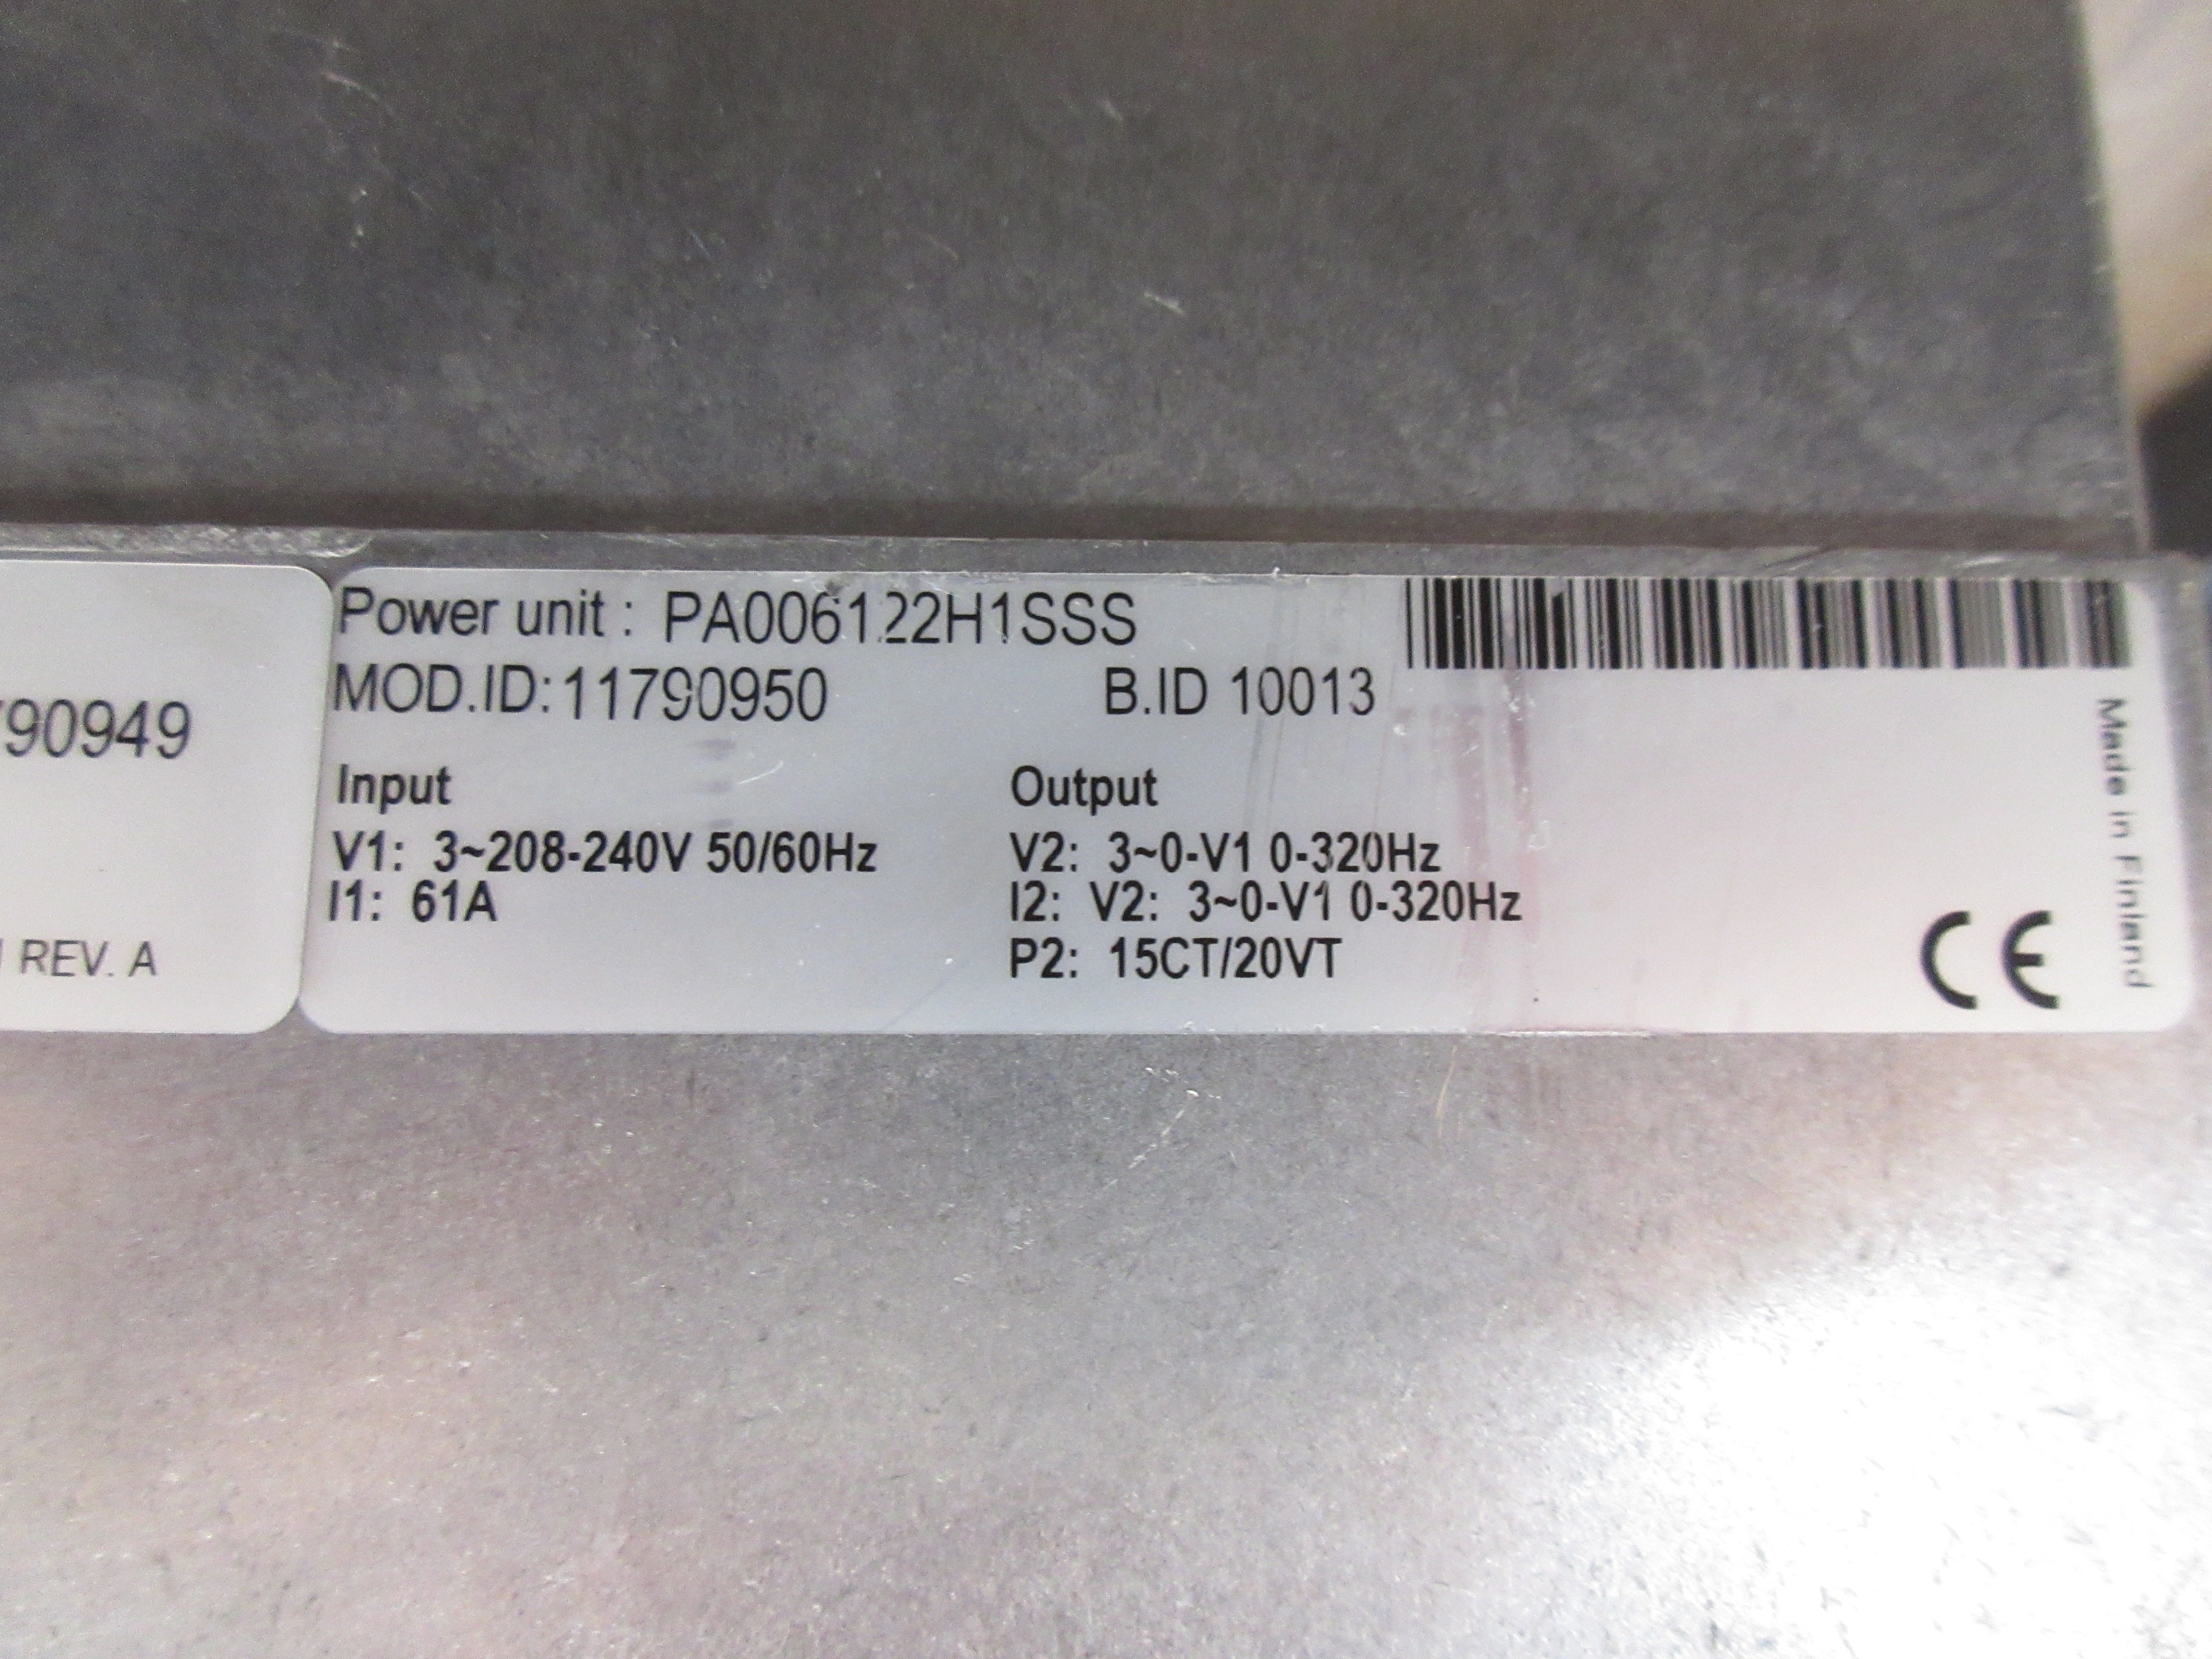 790949
REV. A
Power unit : PA006122H1SSS
MOD.ID: 11790950 B.ID 10013
Input
V1: 3~208-240V 50/60Hz
I1: 61A
Output
V2: 3~0-V1 0-320Hz
I2: V2: 3~0-V1 0-320Hz
P2: 15CT/20VT
CE
Made in Finland